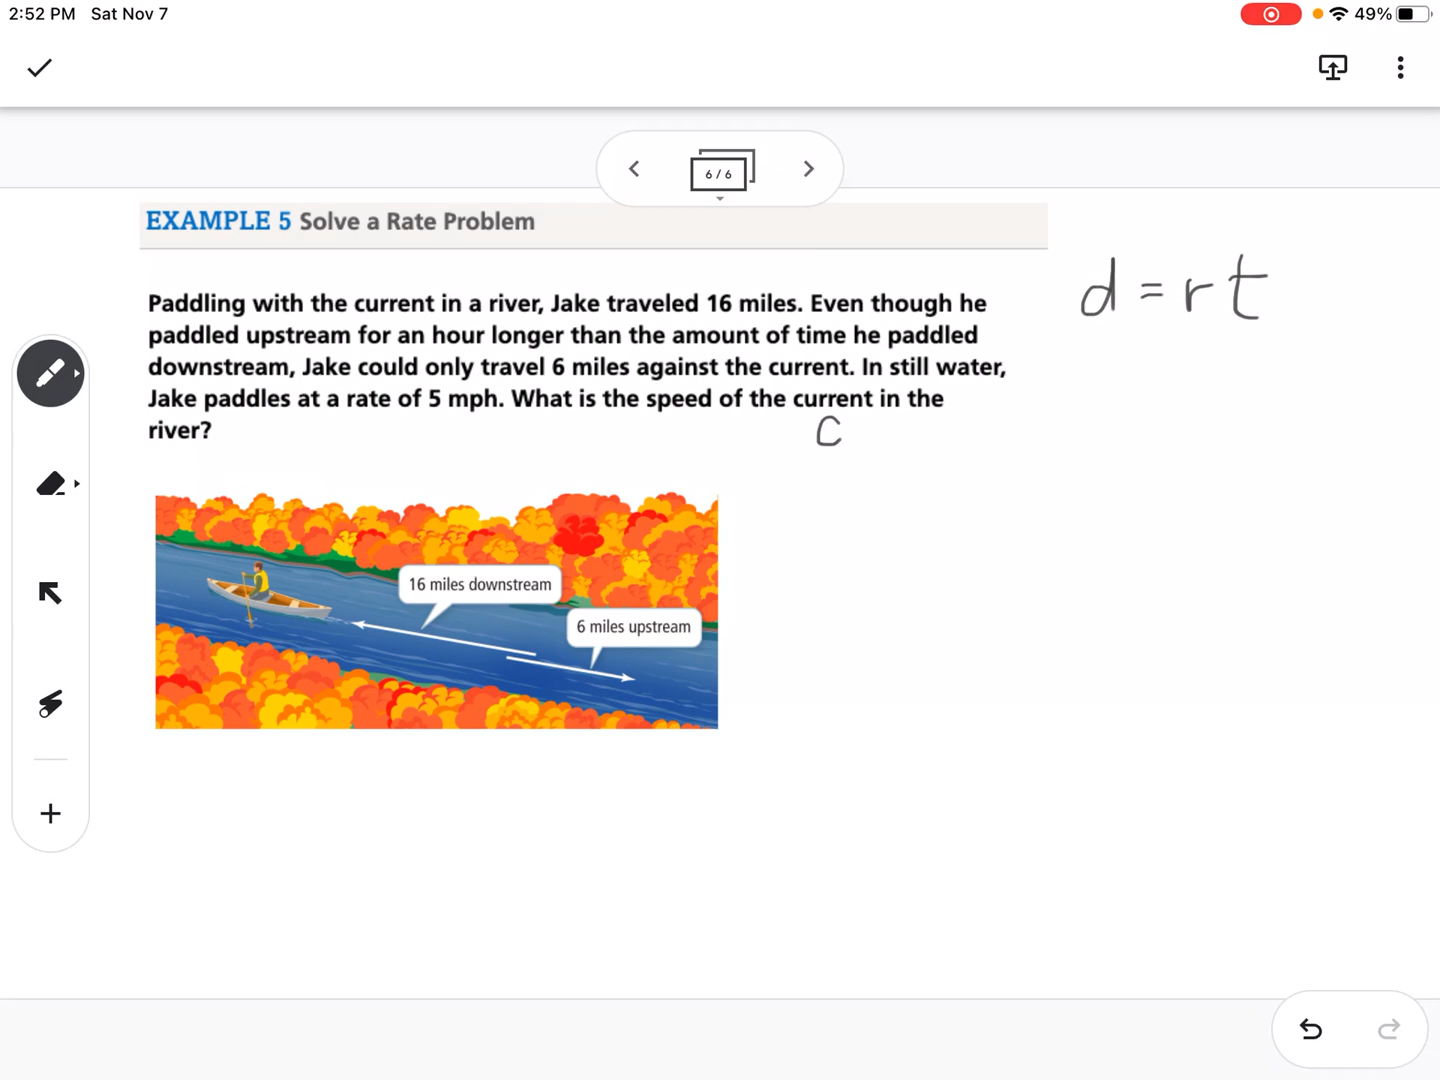 2:52 PM Sat Nov 7
49%
6 / 6
EXAMPLE 5 Solve a Rate Problem
d = r t
Paddling with the current in a river, Jake traveled 16 miles. Even though he
paddled upstream for an hour longer than the amount of time he paddled
downstream, Jake could only travel 6 miles against the current. In still water,
Jake paddles at a rate of 5 mph. What is the speed of the current in the
river?
C
16 miles downstream
6 miles upstream